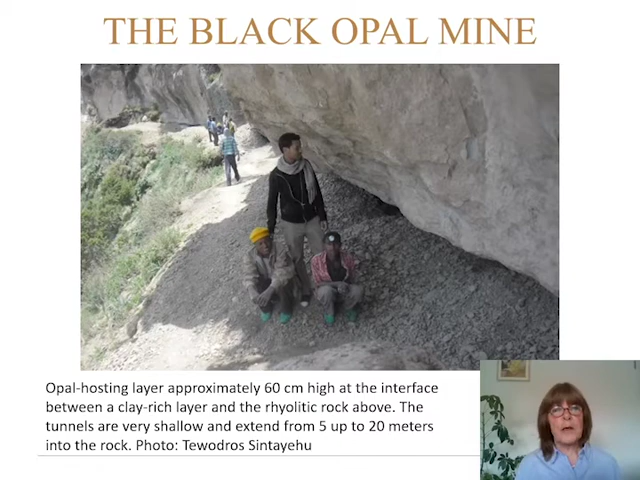 THE BLACK OPAL MINE
Opal-hosting layer approximately 60 cm high at the interface
between a clay-rich layer and the rhyolitic rock above. The
tunnels are very shallow and extend from 5 up to 20 meters
into the rock. Photo: Tewodros Sintayehu